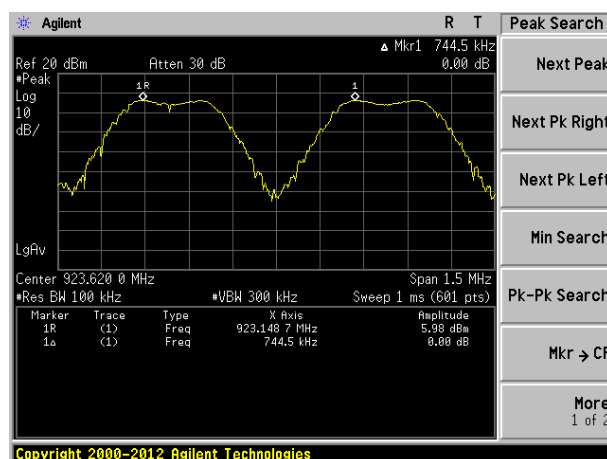 Agilent R T Peak Search
Δ Mkr1 744.5 kHz
Ref 20 dBm Atten 30 dB 0.00 dB
#Peak
Log
10
dB/
1R 1
LgAv
Center 923.620 0 MHz Span 1.5 MHz
#Res BW 100 kHz #VBW 300 kHz Sweep 1 ms (601 pts)
Marker Trace Type X Axis Amplitude
1R (1) Freq 923.148 7 MHz 5.98 dBm
1Δ (1) Freq 744.5 kHz 0.00 dB
Copyright 2000-2012 Agilent Technologies
Next Peak
Next Pk Right
Next Pk Left
Min Search
Pk-Pk Search
Mkr → CF
More
1 of 2